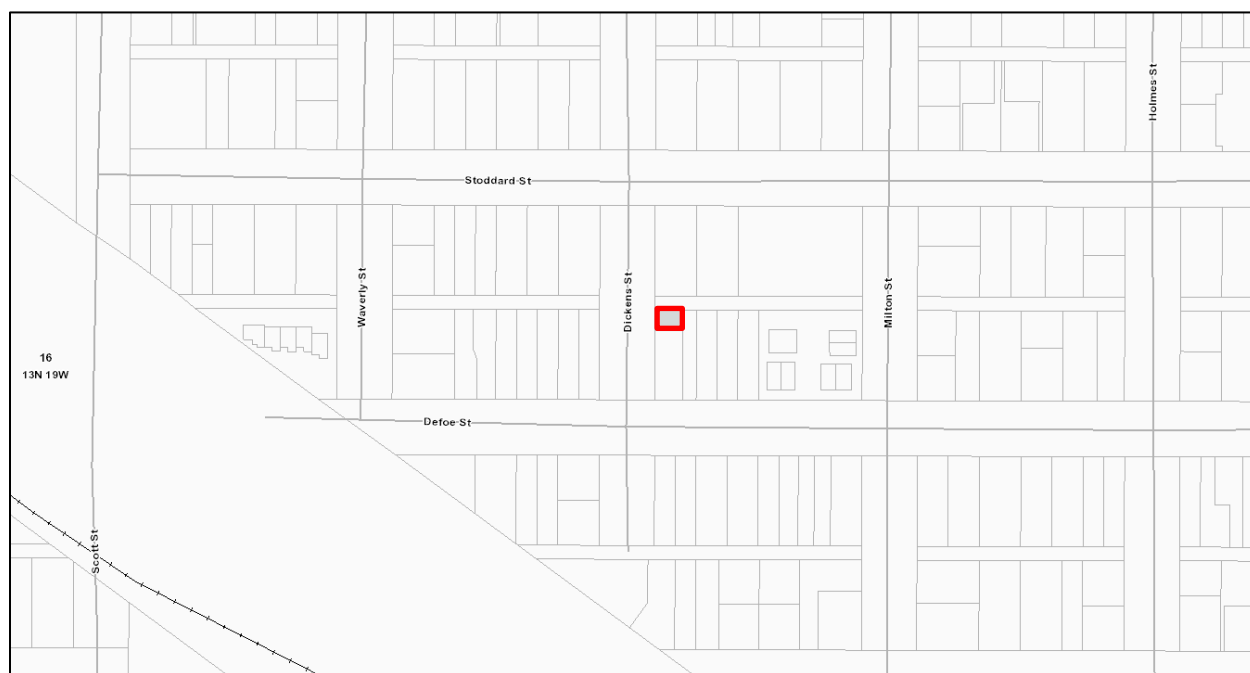 Holmes St
Stoddard St
Waverly St
Dickens St
Milton St
16
13N 19W
Defoe St
Scott St